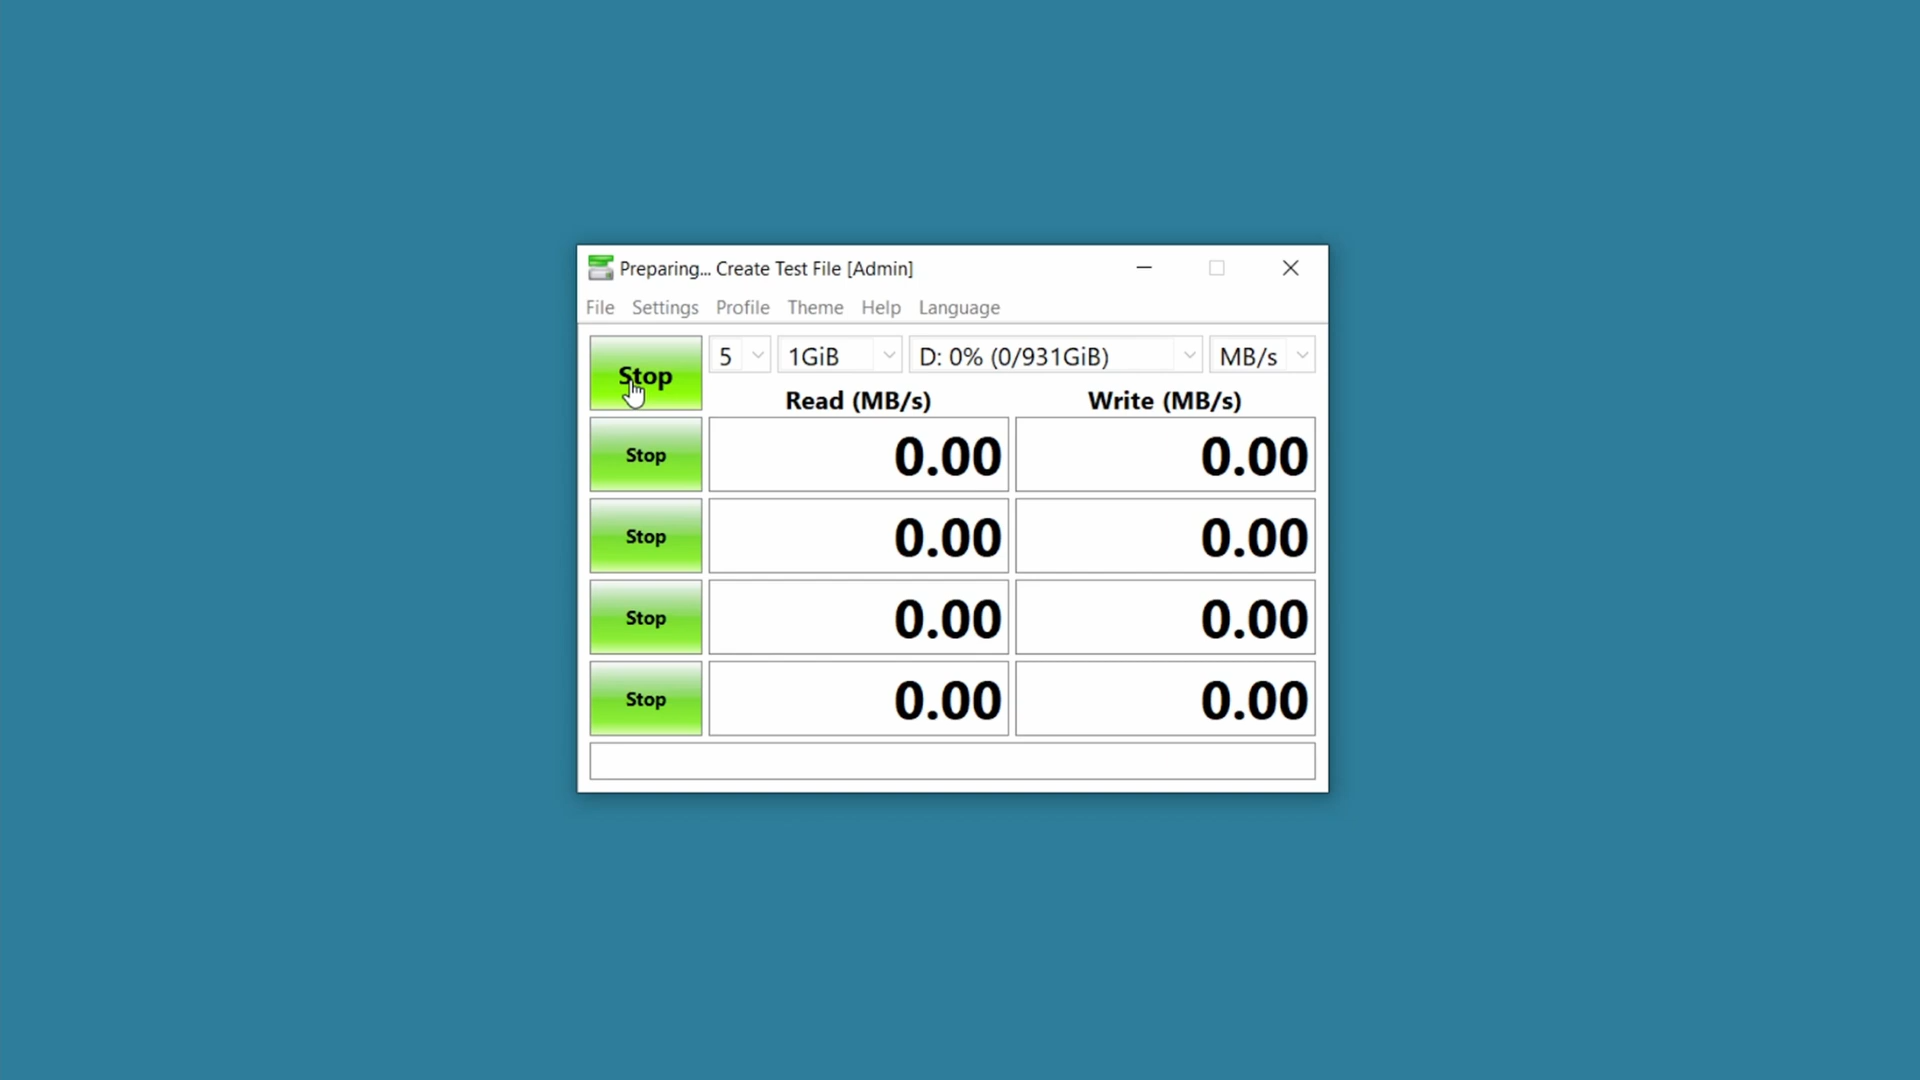 Preparing... Create Test File [Admin]
File Settings Profile Theme Help Language
Stop 5 1GiB D: 0% (0/931GiB) MB/s
Read (MB/s) Write (MB/s)
Stop 0.00 0.00
Stop 0.00 0.00
Stop 0.00 0.00
Stop 0.00 0.00